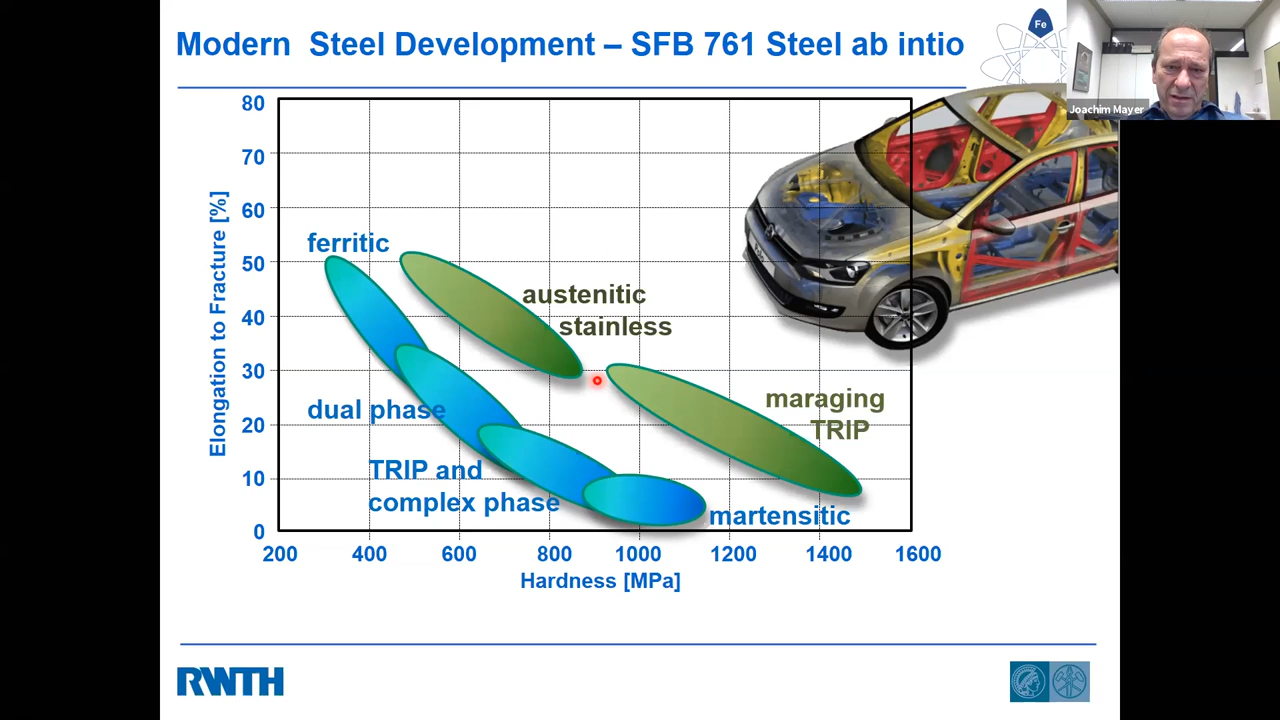 Modern Steel Development – SFB 761 Steel ab intio
Fe
Joachim Mayer
80
70
60
50
40
30
20
10
0
Elongation to Fracture [%]
ferritic
austenitic
stainless
dual phase
maraging
TRIP
TRIP and
complex phase
martensitic
200 400 600 800 1000 1200 1400 1600
Hardness [MPa]
RWTH